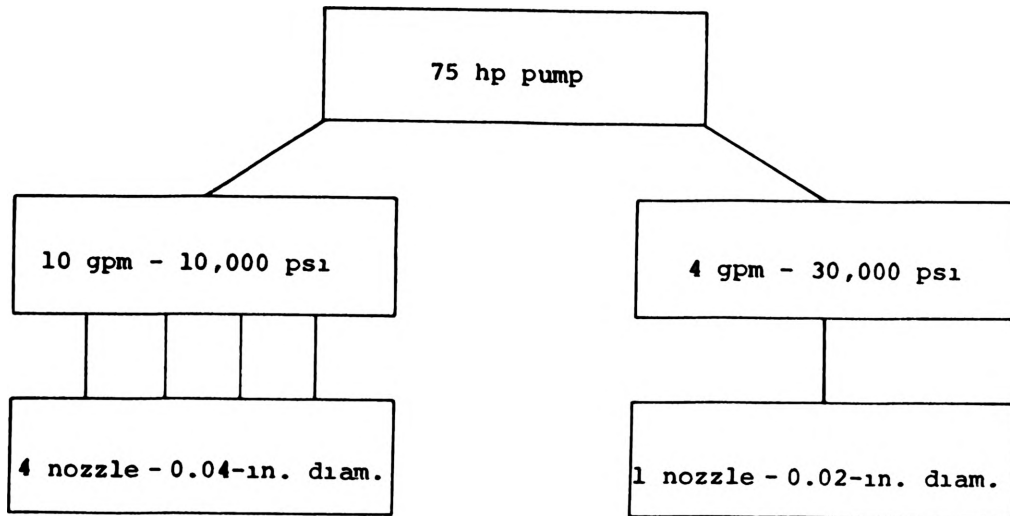 75 hp pump
10 gpm - 10,000 psi
4 gpm - 30,000 psi
4 nozzle - 0.04-in. diam.
1 nozzle - 0.02-in. diam.